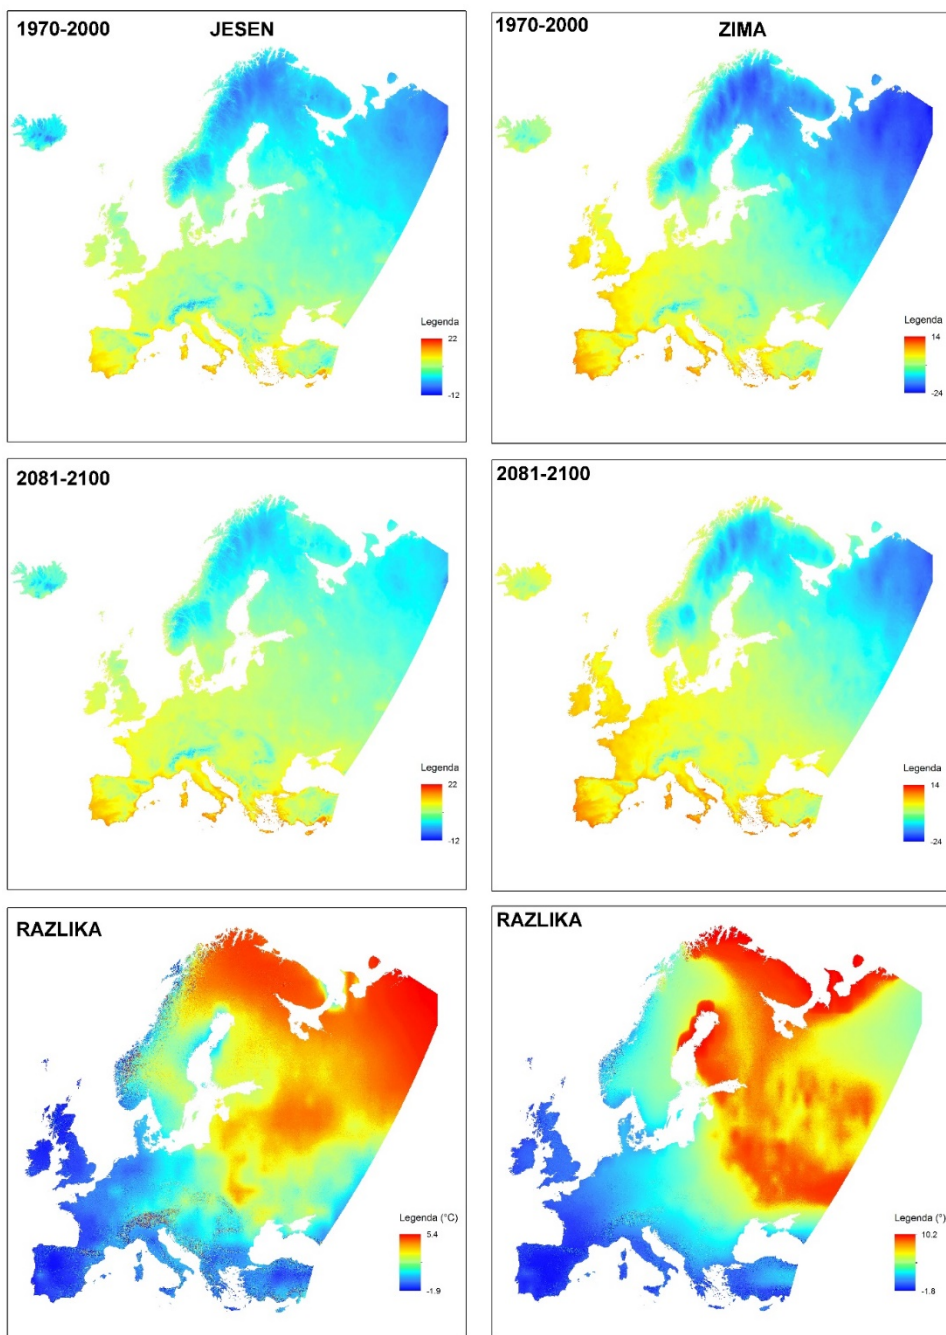 1970-2000 JESEN
Legenda
22
-12
1970-2000 ZIMA
Legenda
14
-24
2081-2100
Legenda
22
-12
2081-2100
Legenda
14
-24
RAZLIKA
Legenda (°C)
5.4
-1.9
RAZLIKA
Legenda (°)
10.2
-1.8